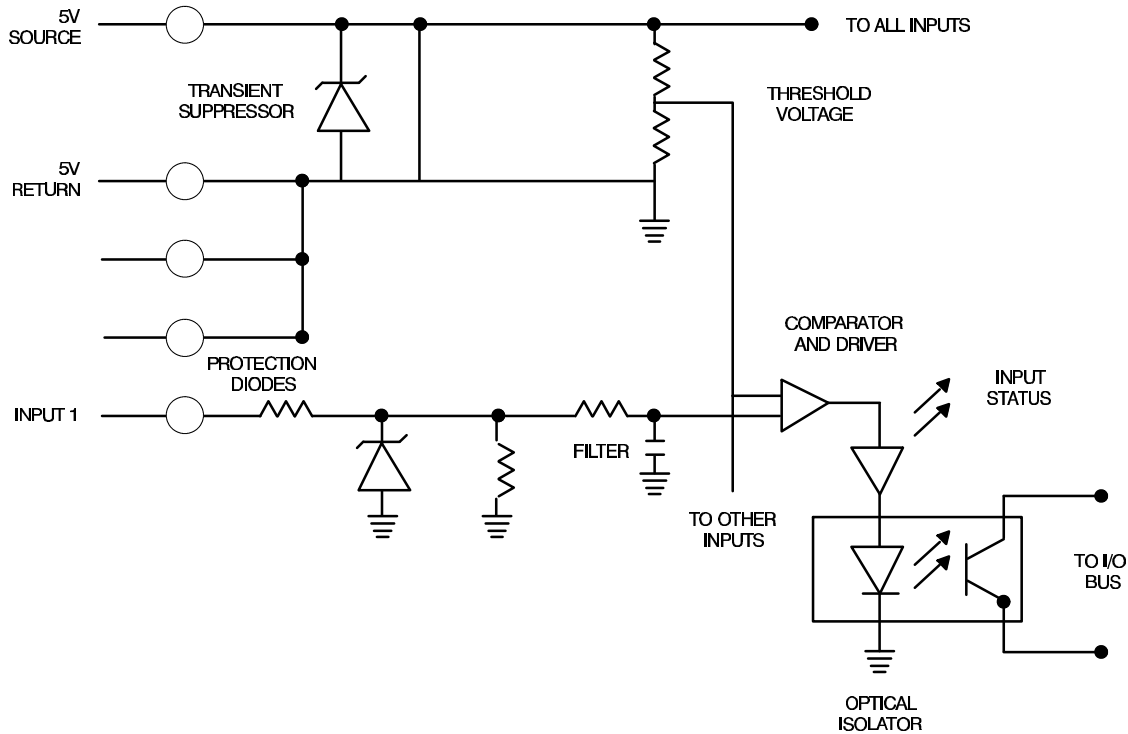 5V
SOURCE
TO ALL INPUTS
TRANSIENT
SUPPRESSOR
THRESHOLD
VOLTAGE
5V
RETURN
COMPARATOR
AND DRIVER
PROTECTION
DIODES
INPUT
STATUS
INPUT 1
FILTER
TO OTHER
INPUTS
TO I/O
BUS
OPTICAL
ISOLATOR